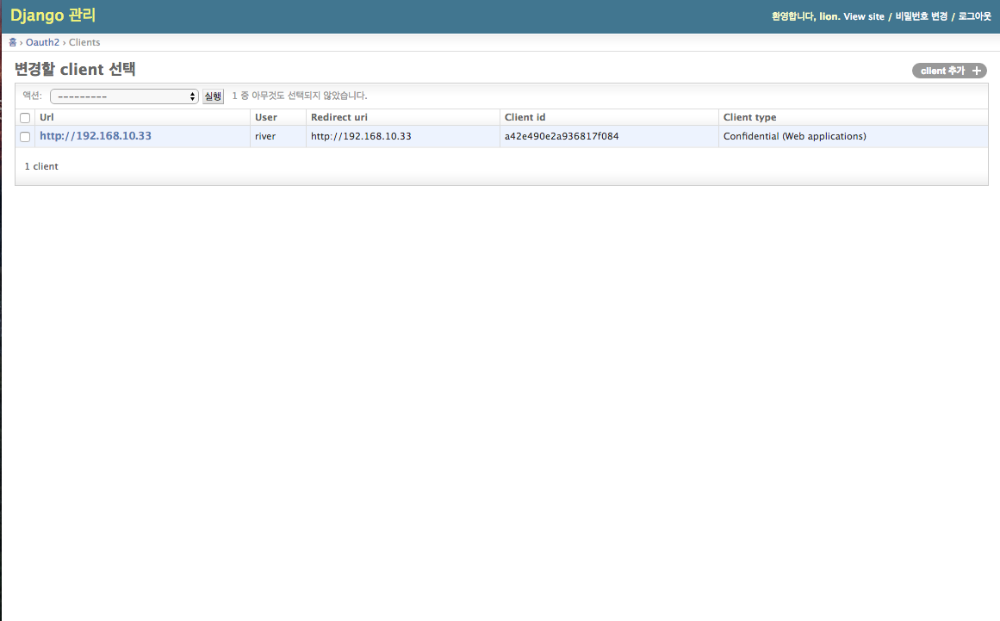 Django 관리
환영합니다, lion. View site / 비밀번호 변경 / 로그아웃
홈 › Oauth2 › Clients
변경할 client 선택
client 추가 +
액션: --------- 실행 1 중 아무것도 선택되지 않았습니다.
Url User Redirect uri Client id Client type
http://192.168.10.33 river http://192.168.10.33 a42e490e2a936817f084 Confidential (Web applications)
1 client